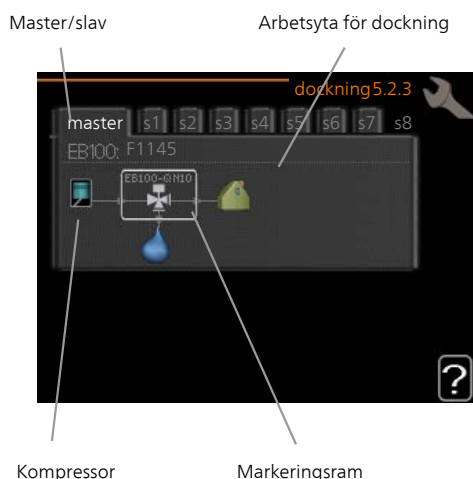 Master/slav
Arbetsyta för dockning
dockning 5.2.3
master s1 s2 s3 s4 s5 s6 s7 s8
EB100: F1145
EB100-QN10
?
Kompressor
Markeringsram